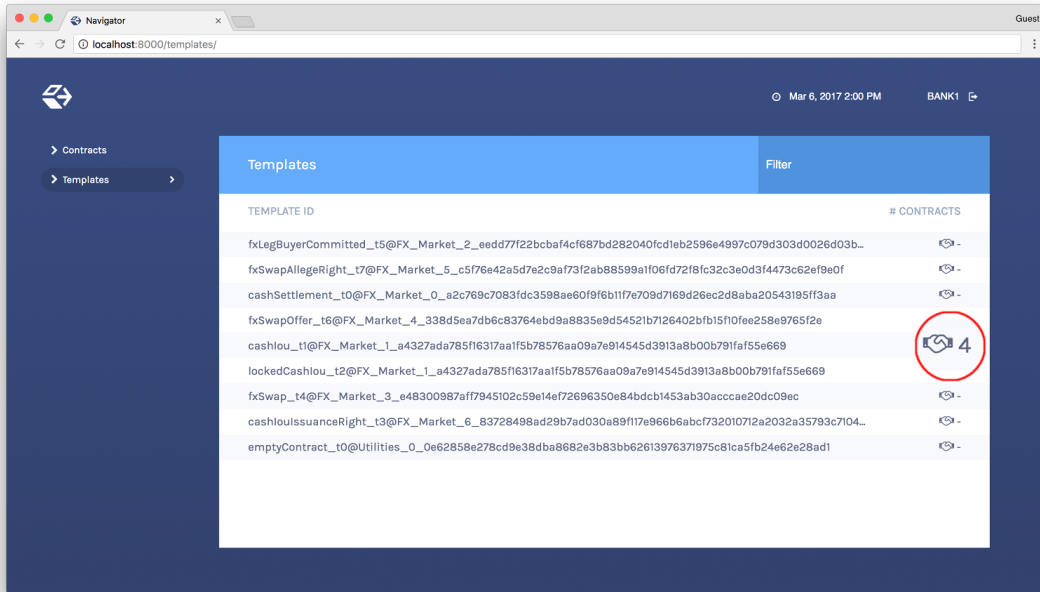 Navigator
Guest
localhost:8000/templates/
Mar 6, 2017 2:00 PM
BANK1
Contracts
Templates
Templates
Filter
TEMPLATE ID
# CONTRACTS
fxLegBuyerCommitted_t5@FX_Market_2_eedd77f22bcbaf4cf687bd282040fcd1eb2596e4997c079d303d0026d03b... -
fxSwapAllegeRight_t7@FX_Market_5_c5f76e42a5d7e2c9af73f2ab88599a1f06fd72f8fc32c3e0d3f4473c62ef9e0f -
cashSettlement_t0@FX_Market_0_a2c769c7083fdc3598ae60f9f6b11f7e709d7169d26ec2d8aba20543195ff3aa -
fxSwapOffer_t6@FX_Market_4_338d5ea7db6c83764ebd9a8835e9d54521b7126402bfb15f10fee258e9765f2e
cashIou_t1@FX_Market_1_a4327ada785f16317aa1f5b78576aa09a7e914545d3913a8b00b791faf55e669 4
lockedCashIou_t2@FX_Market_1_a4327ada785f16317aa1f5b78576aa09a7e914545d3913a8b00b791faf55e669
fxSwap_t4@FX_Market_3_e48300987aff7945102c59e14ef72696350e84bdcb1453ab30acccae20dc09ec -
cashIouIssuanceRight_t3@FX_Market_6_83728498ad29b7ad030a89f117e966b6abcf732010712a2032a35793c7104... -
emptyContract_t0@Utilities_0_0e62858e278cd9e38dba8682e3b83bb62613976371975c81ca5fb24e62e28ad1 -